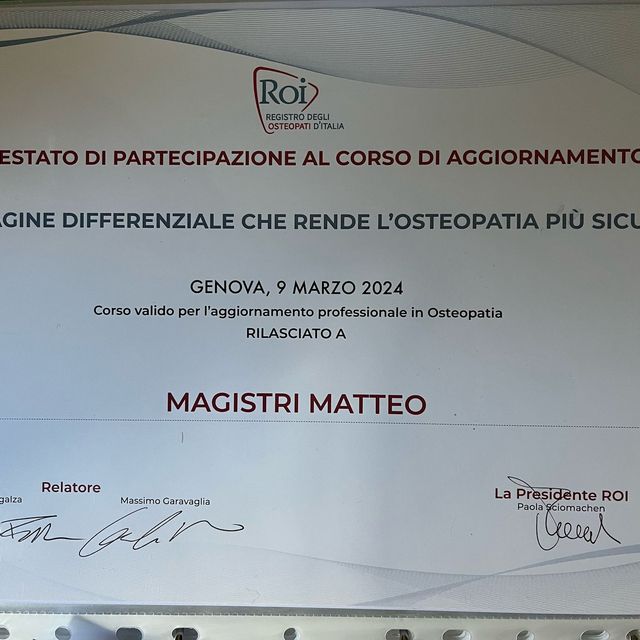 Roi
REGISTRO DEGLI
OSTEOPATI D'ITALIA
ESTATO DI PARTECIPAZIONE AL CORSO DI AGGIORNAMENTO
AGINE DIFFERENZIALE CHE RENDE L'OSTEOPATIA PIÙ SICU
GENOVA, 9 MARZO 2024
Corso valido per l'aggiornamento professionale in Osteopatia
RILASCIATO A
MAGISTRI MATTEO
Relatore
galza
Massimo Garavaglia
La Presidente ROI
Paola Sciomachen